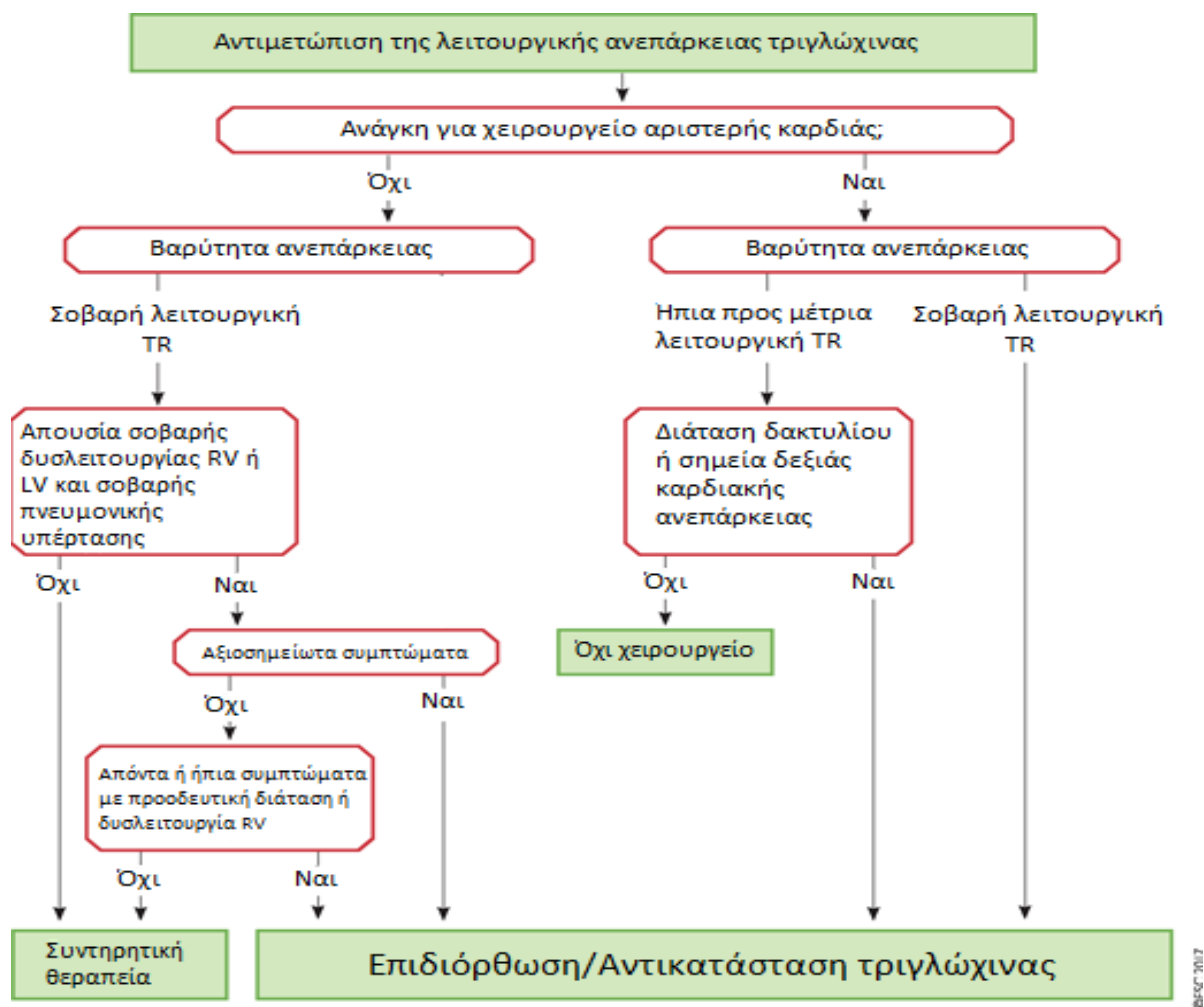 Αντιμετώπιση της λειτουργικής ανεπάρκειας τριγλώχινας
Ανάγκη για χειρουργείο αριστερής καρδιάς;
Όχι
Ναι
Βαρύτητα ανεπάρκειας
Βαρύτητα ανεπάρκειας
Σοβαρή λειτουργική
TR
Ήπια προς μέτρια
λειτουργική TR
Σοβαρή λειτουργική
TR
Απουσία σοβαρής
δυσλειτουργίας RV ή
LV και σοβαρής
πνευμονικής
υπέρτασης
Διάταση δακτυλίου
ή σημεία δεξιάς
καρδιακής
ανεπάρκειας
Όχι
Ναι
Όχι
Ναι
Αξιοσημείωτα συμπτώματα
Όχι χειρουργείο
Όχι
Ναι
Απόντα ή ήπια συμπτώματα
με προοδευτική διάταση ή
δυσλειτουργία RV
Όχι
Ναι
Συντηρητική
θεραπεία
Επιδιόρθωση/Αντικατάσταση τριγλώχινας
©ESC 2017